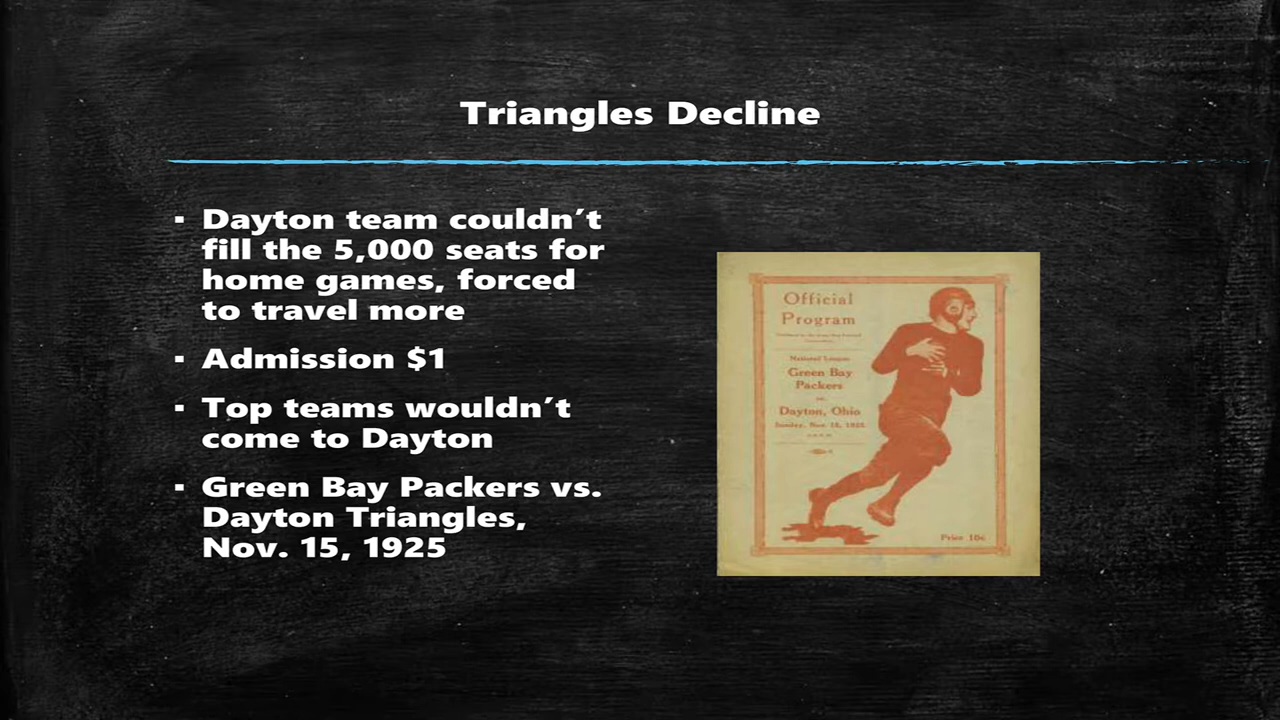 Triangles Decline
▪ Dayton team couldn’t
fill the 5,000 seats for
home games, forced
to travel more
▪ Admission $1
▪ Top teams wouldn’t
come to Dayton
▪ Green Bay Packers vs.
Dayton Triangles,
Nov. 15, 1925
Official
Program
National League
Green Bay
Packers
vs.
Dayton, Ohio
Sunday, Nov. 15, 1925
Price 10c